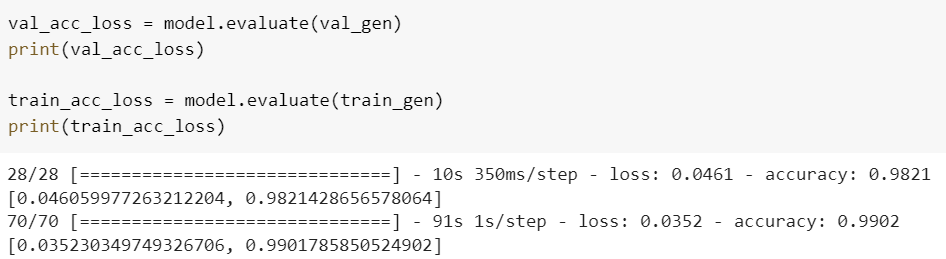 val_acc_loss = model.evaluate(val_gen)
print(val_acc_loss)
train_acc_loss = model.evaluate(train_gen)
print(train_acc_loss)
28/28 [==============================] - 10s 350ms/step - loss: 0.0461 - accuracy: 0.9821
[0.046059977263212204, 0.9821428656578064]
70/70 [==============================] - 91s 1s/step - loss: 0.0352 - accuracy: 0.9902
[0.035230349749326706, 0.9901785850524902]